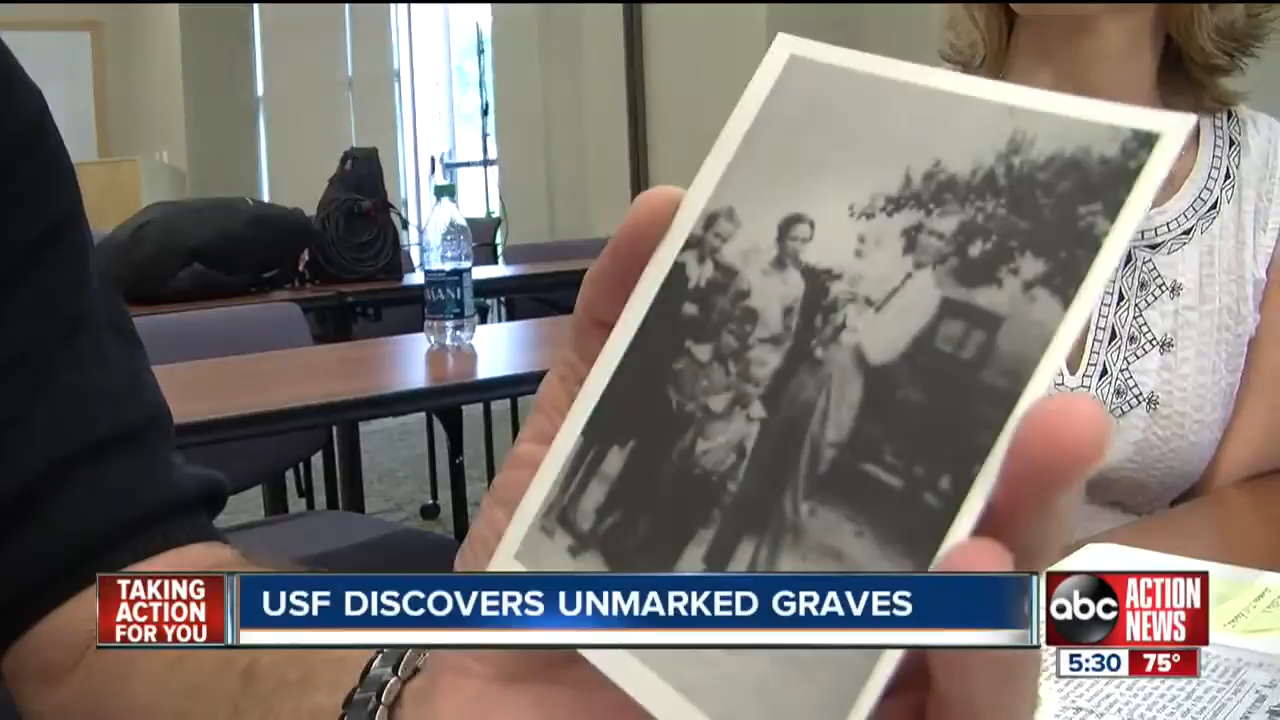 TAKING
ACTION
FOR YOU
USF DISCOVERS UNMARKED GRAVES
abc
ACTION
NEWS
5:30 75°